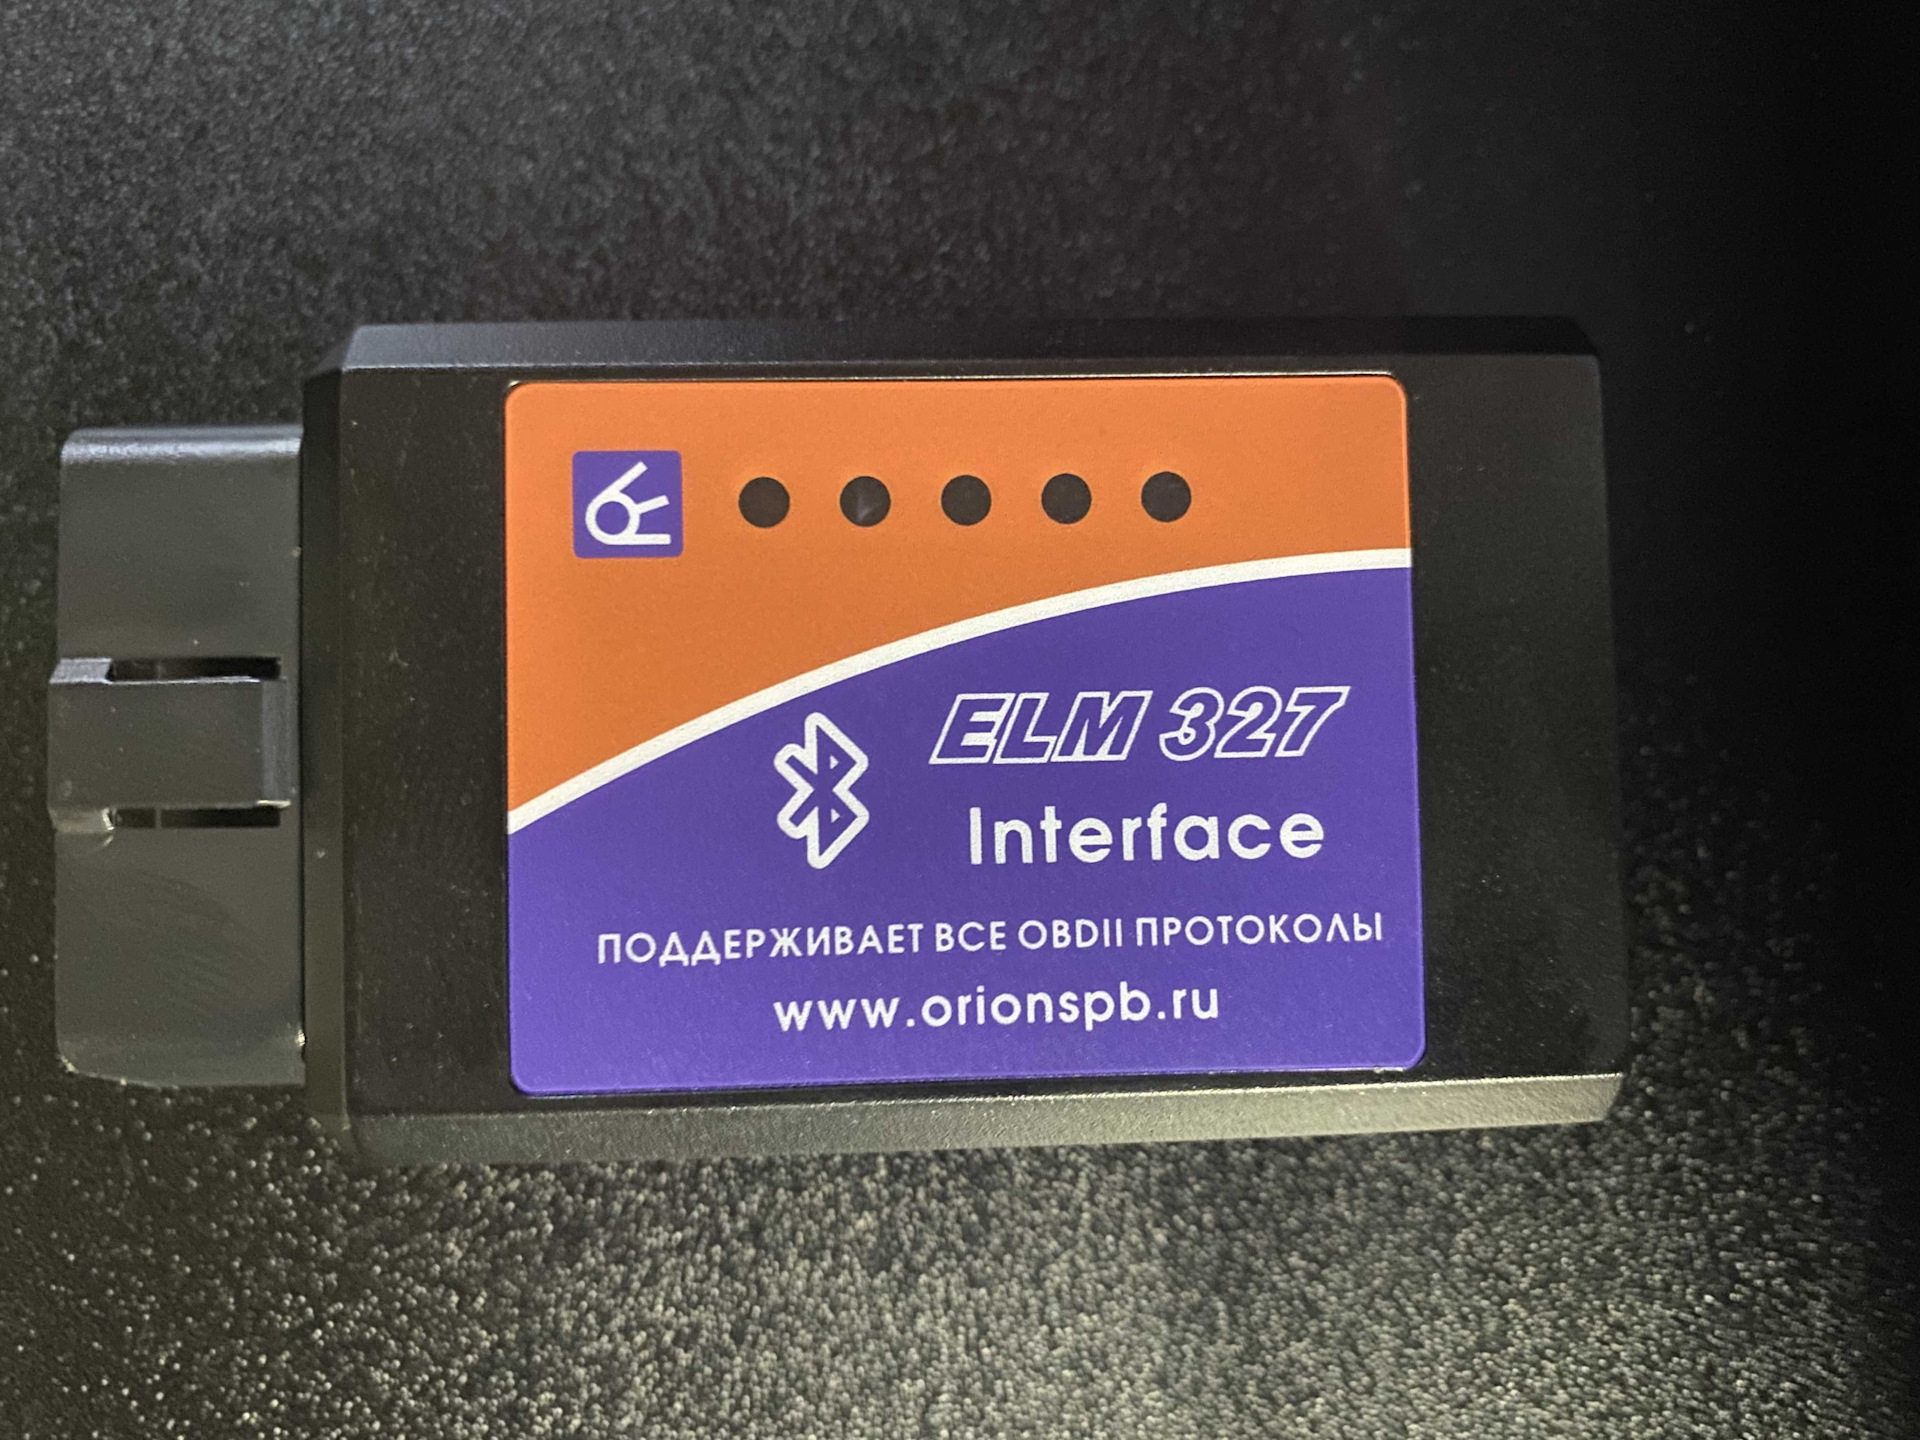 ELM 327
Interface
ПОДДЕРЖИВАЕТ ВСЕ OBDII ПРОТОКОЛЫ
www.orionspb.ru